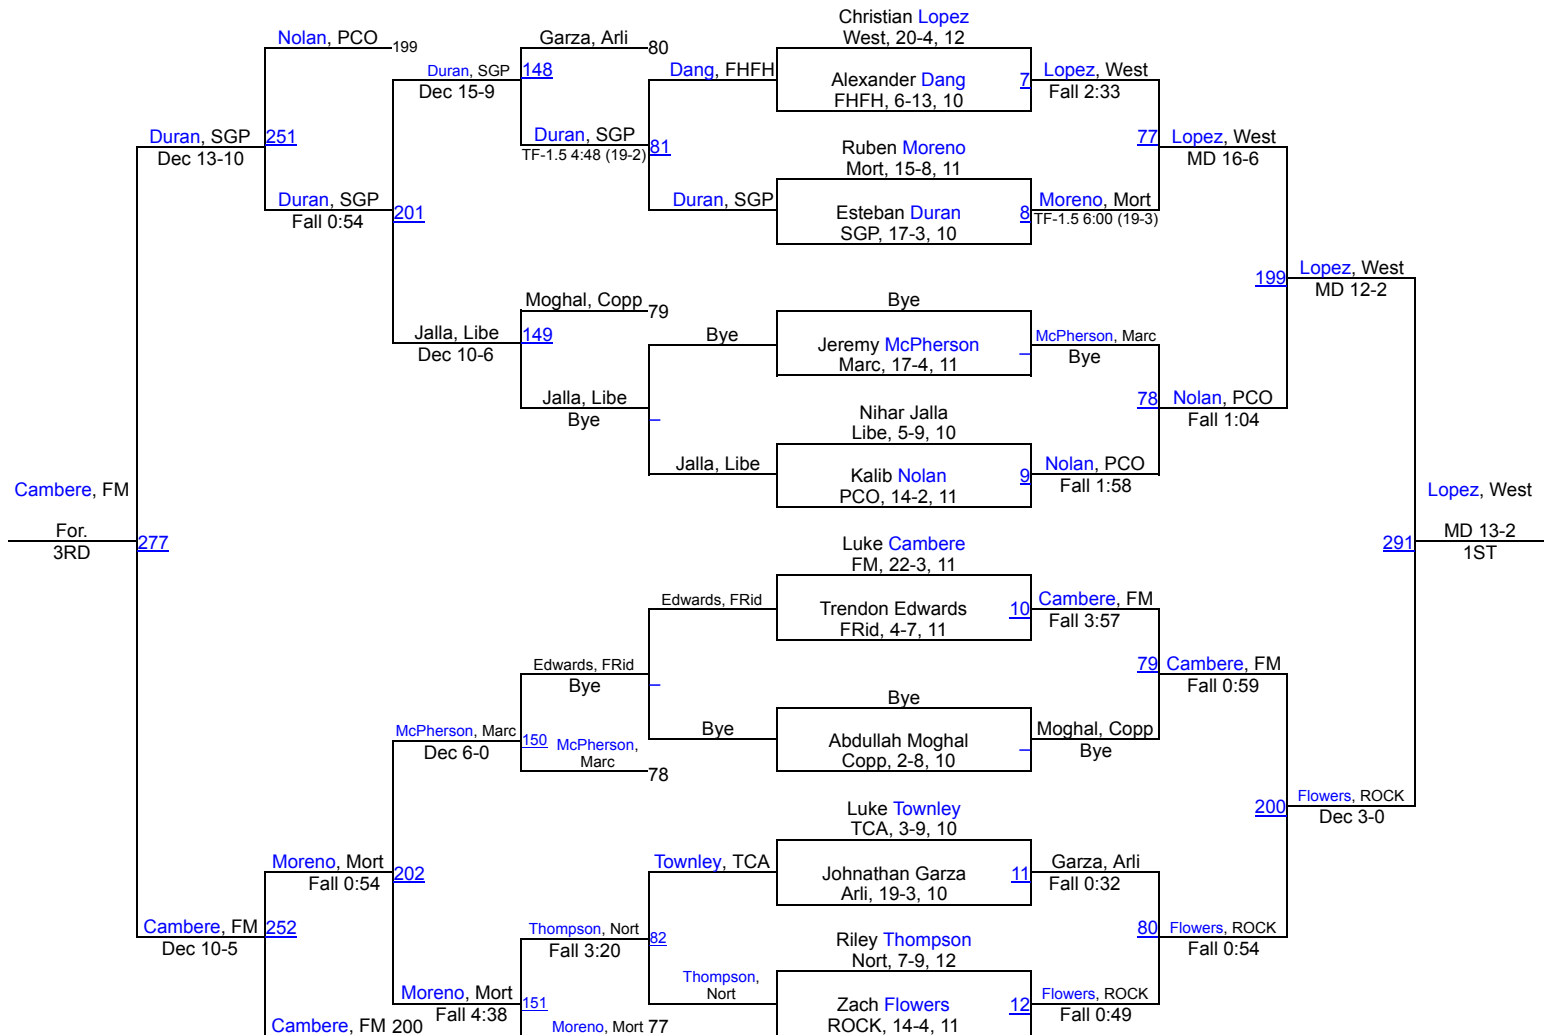 Christian Lopez
West, 20-4, 12
Nolan, PCO
199
Garza, Arli
80
Duran, SGP
148
Dec 15-9
Dang, FHFH
Alexander Dang
FHFH, 6-13, 10
7
Lopez, West
Fall 2:33
Duran, SGP
251
Dec 13-10
Duran, SGP
TF-1.5 4:48 (19-2)
81
Ruben Moreno
Mort, 15-8, 11
77
Lopez, West
MD 16-6
Duran, SGP
Fall 0:54
201
Duran, SGP
Esteban Duran
SGP, 17-3, 10
8
Moreno, Mort
TF-1.5 6:00 (19-3)
199
Lopez, West
MD 12-2
Moghal, Copp
79
Bye
Jalla, Libe
149
Dec 10-6
Bye
Jeremy McPherson
Marc, 17-4, 11
McPherson, Marc
Bye
Jalla, Libe
Bye
Nihar Jalla
Libe, 5-9, 10
78
Nolan, PCO
Fall 1:04
Jalla, Libe
Kalib Nolan
PCO, 14-2, 11
9
Nolan, PCO
Fall 1:58
Cambere, FM
For.
3RD
277
Lopez, West
291
MD 13-2
1ST
Luke Cambere
FM, 22-3, 11
Edwards, FRid
Trendon Edwards
FRid, 4-7, 11
10
Cambere, FM
Fall 3:57
Edwards, FRid
Bye
79
Cambere, FM
Fall 0:59
Bye
McPherson, Marc
Dec 6-0
150
McPherson,
Marc
78
Bye
Abdullah Moghal
Copp, 2-8, 10
Moghal, Copp
Bye
200
Flowers, ROCK
Dec 3-0
Luke Townley
TCA, 3-9, 10
Moreno, Mort
Fall 0:54
202
Townley, TCA
Johnathan Garza
Arli, 19-3, 10
11
Garza, Arli
Fall 0:32
Cambere, FM
Dec 10-5
252
Thompson, Nort
Fall 3:20
82
Riley Thompson
Nort, 7-9, 12
80
Flowers, ROCK
Fall 0:54
Thompson,
Nort
Moreno, Mort
Fall 4:38
151
Zach Flowers
ROCK, 14-4, 11
12
Flowers, ROCK
Fall 0:49
Cambere, FM 200
Moreno, Mort 77